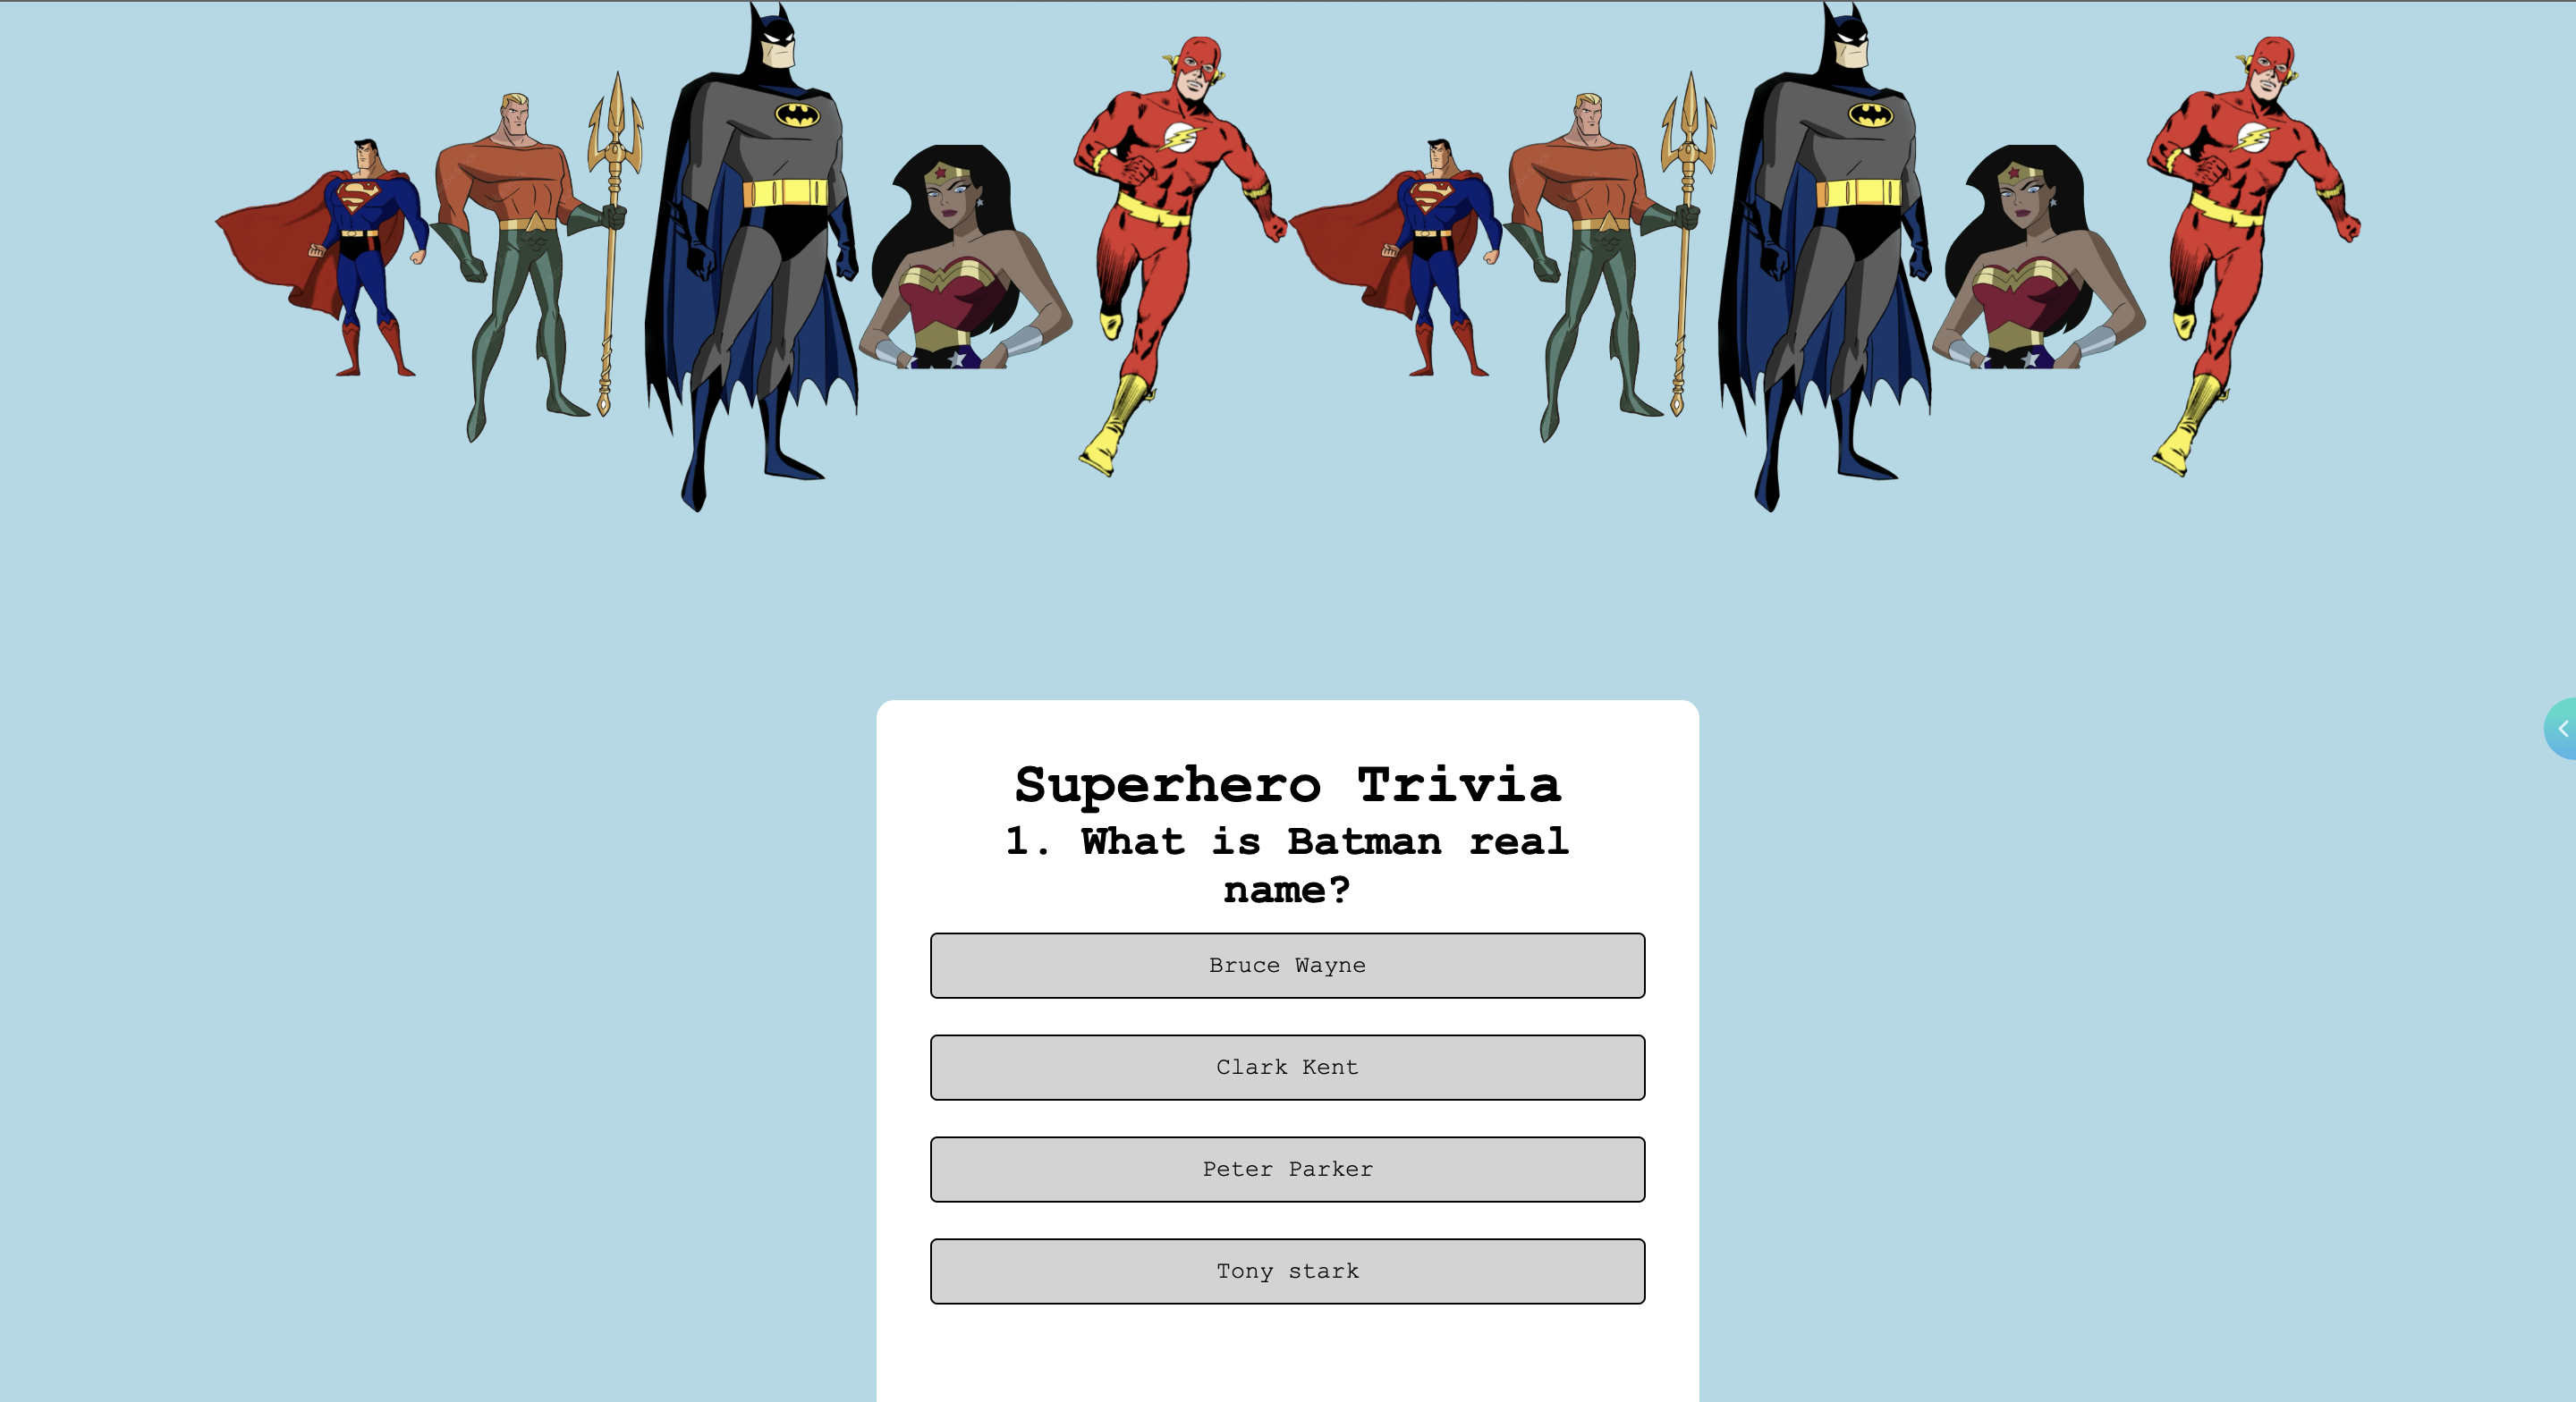 Superhero Trivia
1. What is Batman real
name?
Bruce Wayne
Clark Kent
Peter Parker
Tony stark